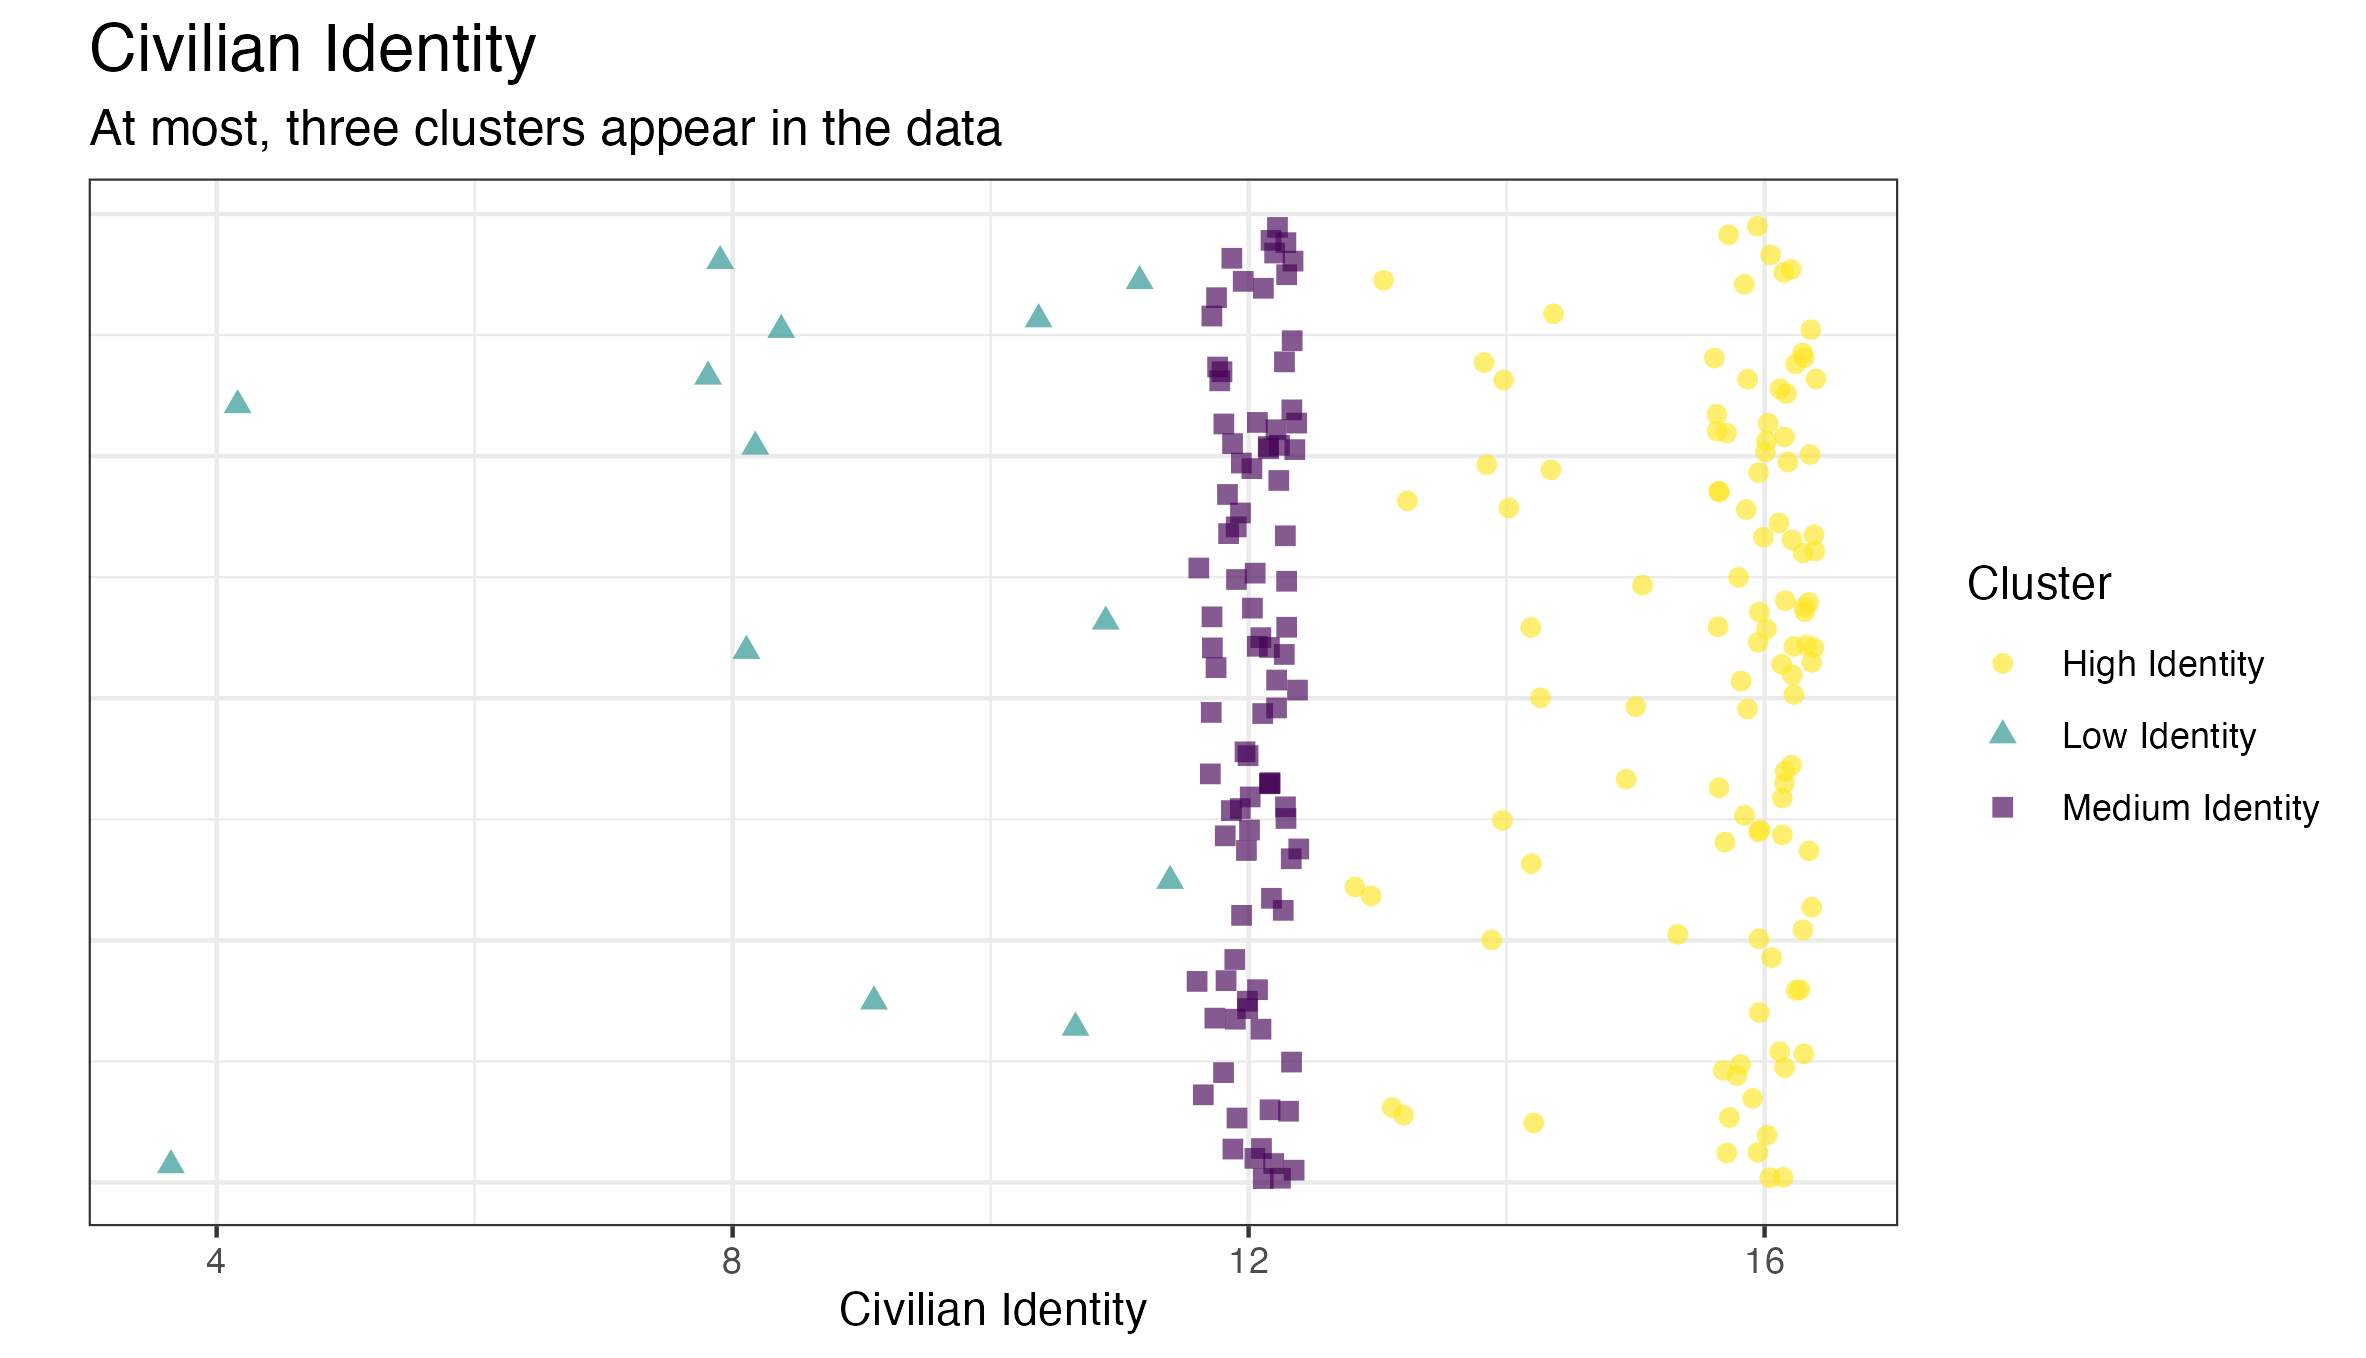 Civilian Identity
At most, three clusters appear in the data
Cluster
High Identity
Low Identity
Medium Identity
4 8 12 16
Civilian Identity